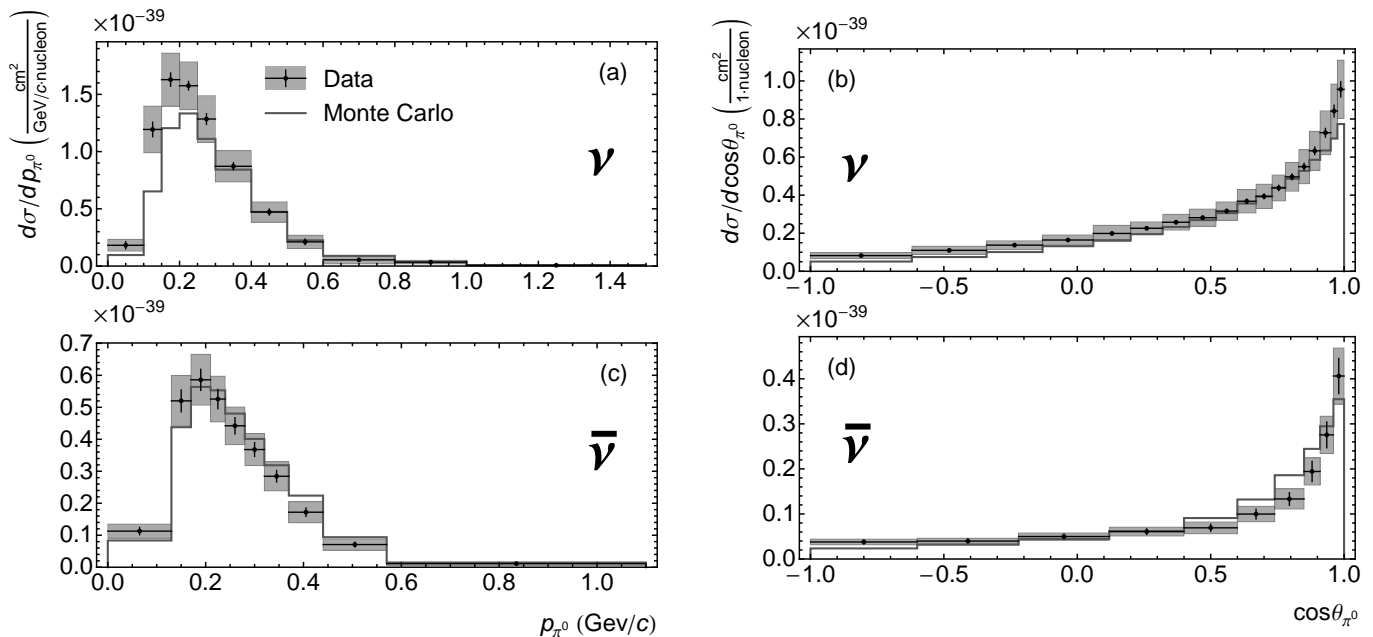 ×10−39
dσ/dpπ0 (cm2/GeV/c·nucleon)
1.5
1.0
0.5
0.0
0.0 0.2 0.4 0.6 0.8 1.0 1.2 1.4
Data
Monte Carlo
(a)
ν
×10−39
dσ/dcosθπ0 (cm2/1·nucleon)
1.0
0.8
0.6
0.4
0.2
0.0
−1.0 −0.5 0.0 0.5 1.0
(b)
ν
×10−39
0.7
0.6
0.5
0.4
0.3
0.2
0.1
0.0
0.0 0.2 0.4 0.6 0.8 1.0
(c)
ν̅
pπ0 (Gev/c)
×10−39
0.4
0.3
0.2
0.1
0.0
−1.0 −0.5 0.0 0.5 1.0
(d)
ν̅
cosθπ0